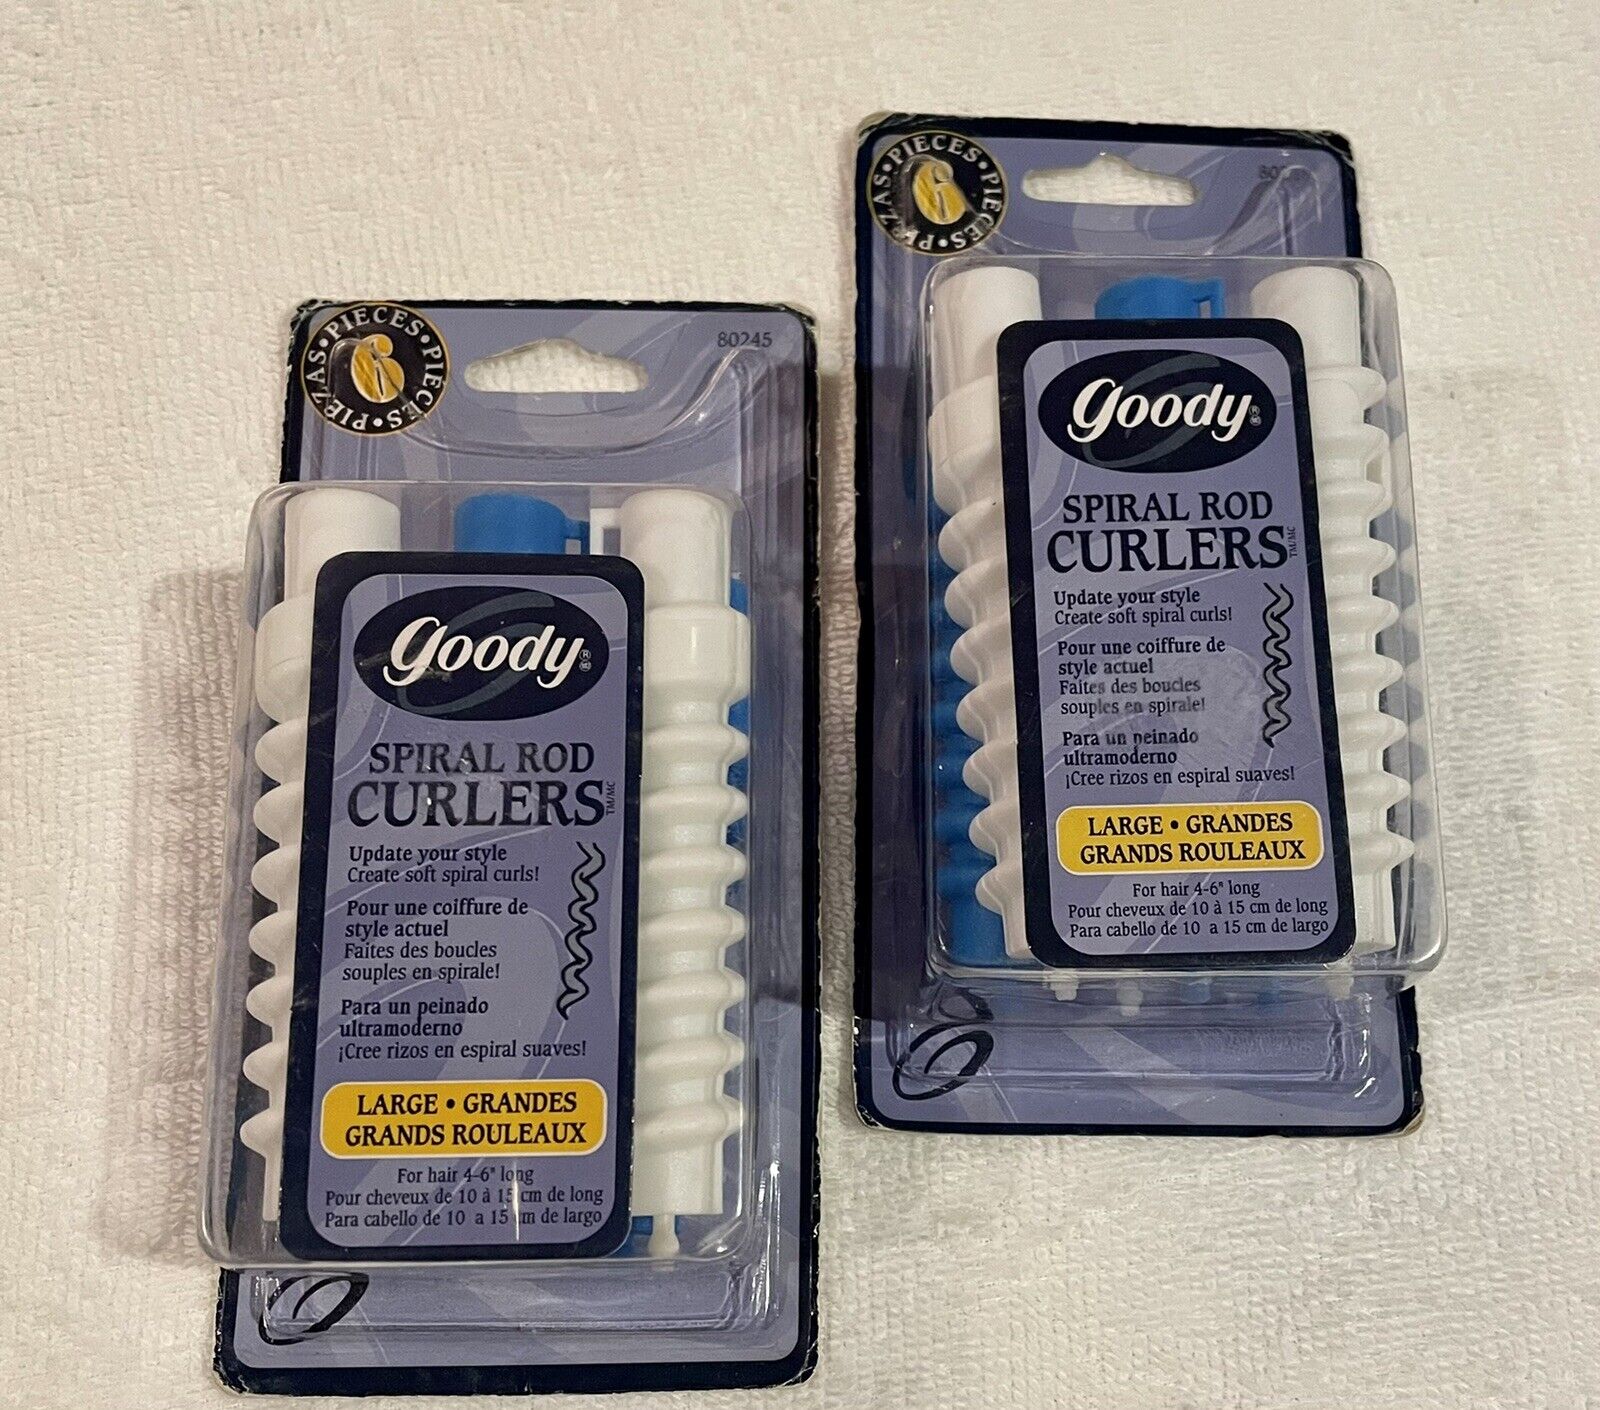 PIEZAS • PIECES • PIECES •
6
80245
goody
SPIRAL ROD
CURLERS TM/MC
Update your style
Create soft spiral curls!
Pour une coiffure de
style actuel
Faites des boucles
souples en spirale!
Para un peinado
ultramoderno
¡Cree rizos en espiral suaves!
LARGE • GRANDES
GRANDS ROULEAUX
For hair 4-6" long
Pour cheveux de 10 à 15 cm de long
Para cabello de 10 a 15 cm de largo
PIEZAS • PIECES • PIECES •
6
goody
SPIRAL ROD
CURLERS TM/MC
Update your style
Create soft spiral curls!
Pour une coiffure de
style actuel
Faites des boucles
souples en spirale!
Para un peinado
ultramoderno
¡Cree rizos en espiral suaves!
LARGE • GRANDES
GRANDS ROULEAUX
For hair 4-6" long
Pour cheveux de 10 à 15 cm de long
Para cabello de 10 a 15 cm de largo